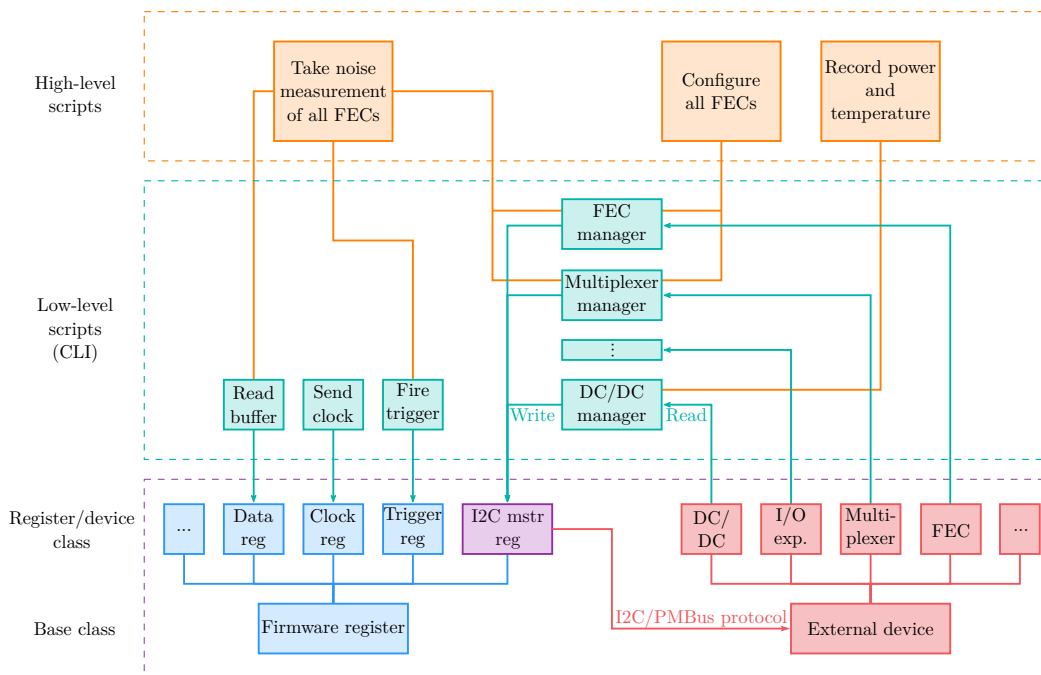 High-level
scripts
Take noise
measurement
of all FECs
Configure
all FECs
Record power
and
temperature
Low-level
scripts
(CLI)
FEC
manager
Multiplexer
manager
⋮
DC/DC
manager
Write
Read
Read
buffer
Send
clock
Fire
trigger
Register/device
class
...
Data
reg
Clock
reg
Trigger
reg
I2C mstr
reg
DC/
DC
I/O
exp.
Multi-
plexer
FEC
...
Base class
Firmware register
I2C/PMBus protocol
External device